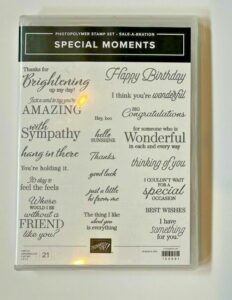 PHOTOPOLYMER STAMP SET • SALE-A-BRATION
SPECIAL MOMENTS
Thanks for
Brightening
up my day!
Just a card to say you're
AMAZING
with
Sympathy
hang in there
You're holding it.
It's okay to
feel the feels
Where
WOULD I BE
without a
FRIEND
like you?
Hey, boo
hello
SUNSHINE
Thanks
good luck
just a little
hi from me
The thing I like
about you
is everything
Happy Birthday
I think you're wonderful
BIG
Congratulations
for someone who is
Wonderful
in each and every way
thinking of you
I COULDN'T WAIT
FOR A
special
OCCASION
BEST WISHES
I have
something
for you.
21